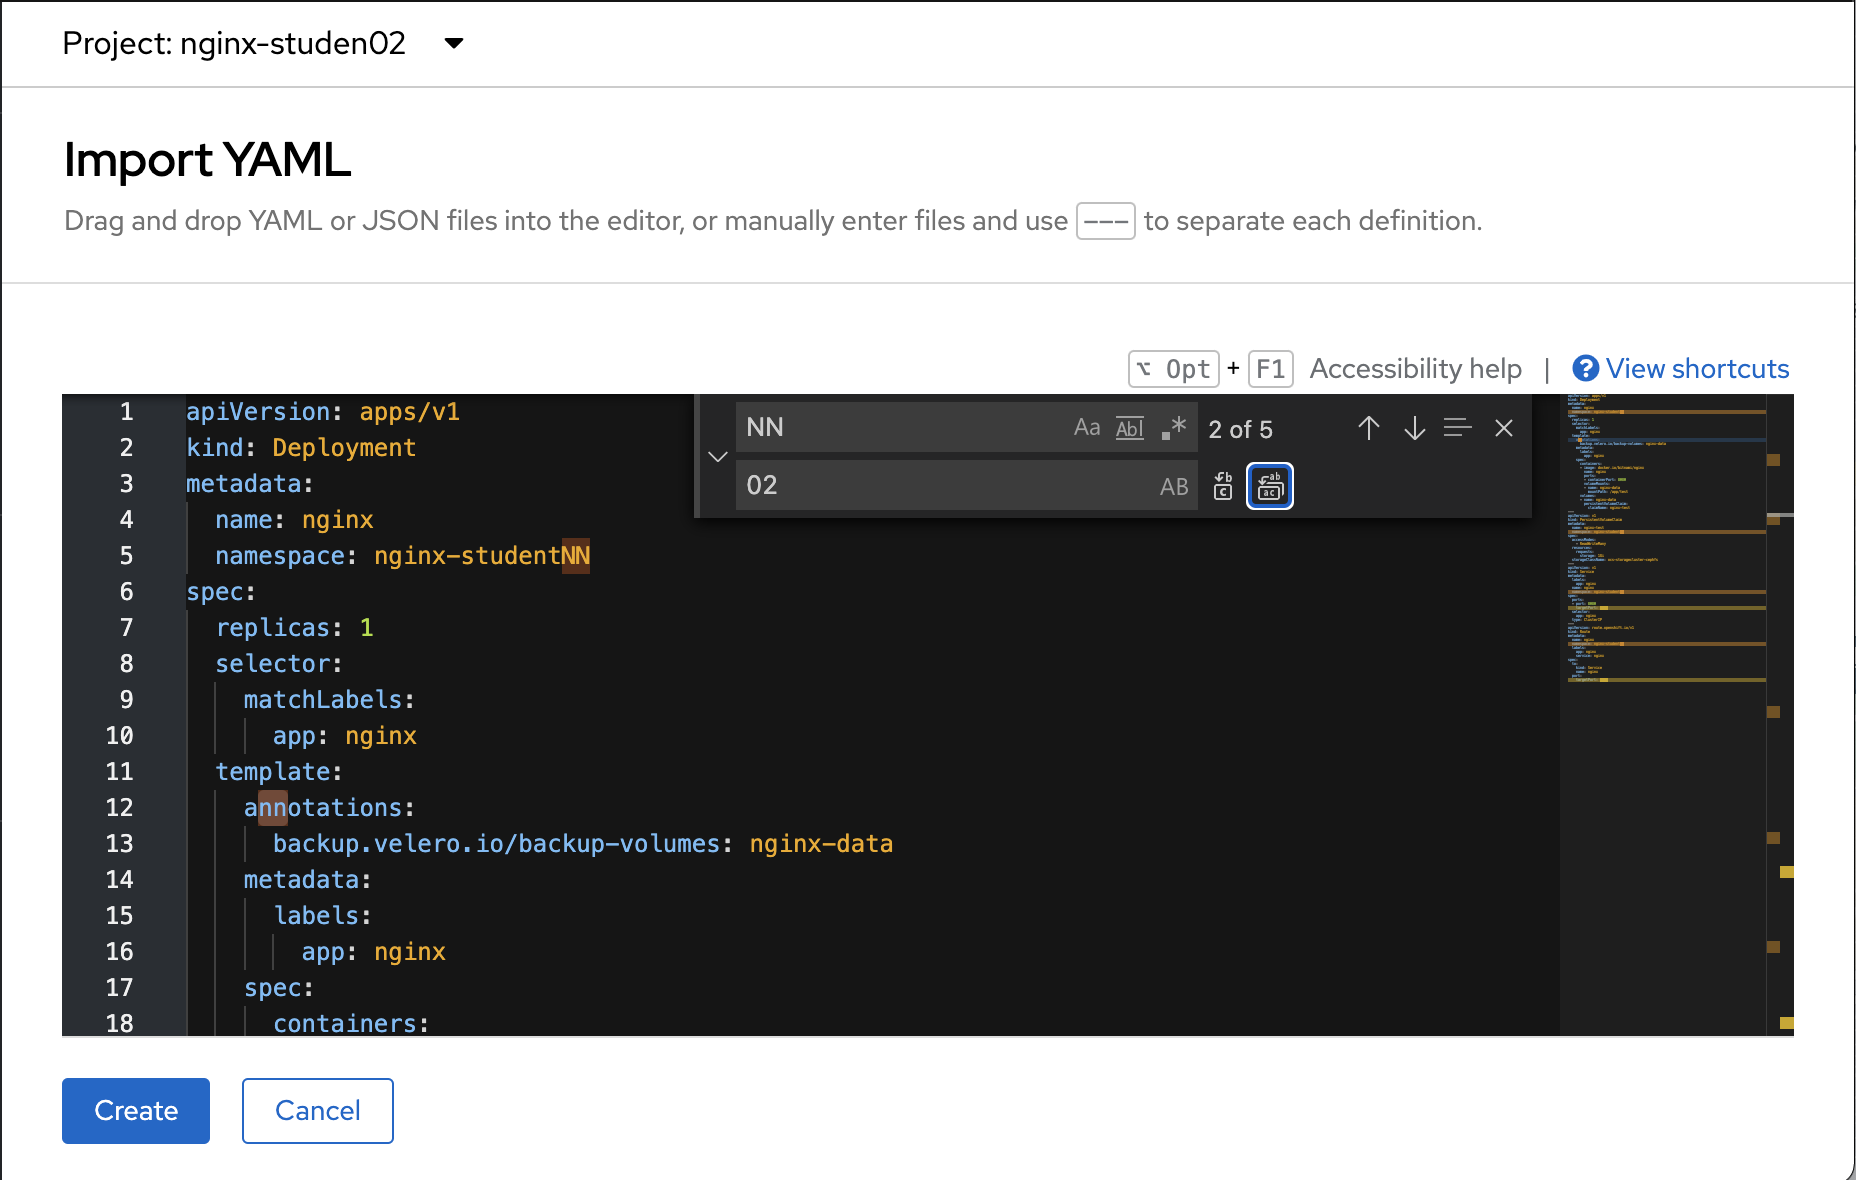 Project: nginx-studen02
Import YAML
Drag and drop YAML or JSON files into the editor, or manually enter files and use --- to separate each definition.
⌥ Opt + F1 Accessibility help | View shortcuts
NN Aa Abl .* 2 of 5
02 AB
1 apiVersion: apps/v1
2 kind: Deployment
3 metadata:
4 name: nginx
5 namespace: nginx-studentNN
6 spec:
7 replicas: 1
8 selector:
9 matchLabels:
10 app: nginx
11 template:
12 annotations:
13 backup.velero.io/backup-volumes: nginx-data
14 metadata:
15 labels:
16 app: nginx
17 spec:
18 containers:
Create Cancel